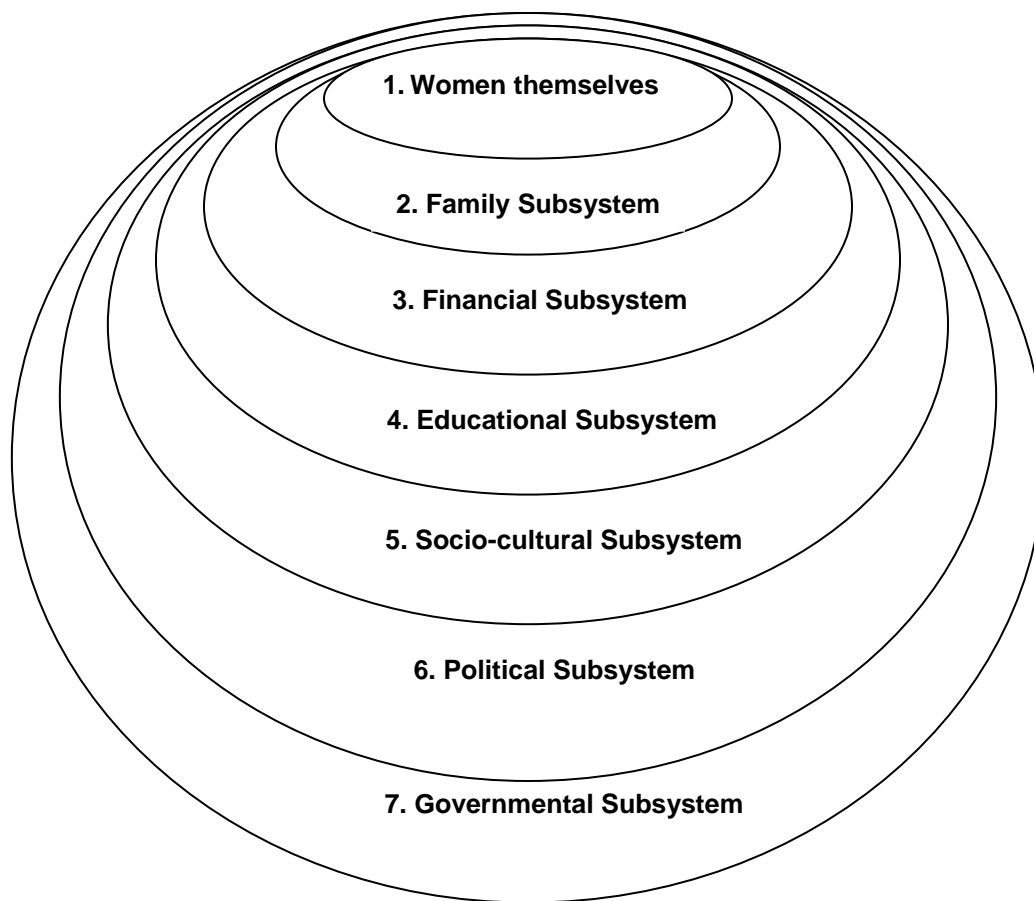 1. Women themselves
2. Family Subsystem
3. Financial Subsystem
4. Educational Subsystem
5. Socio-cultural Subsystem
6. Political Subsystem
7. Governmental Subsystem